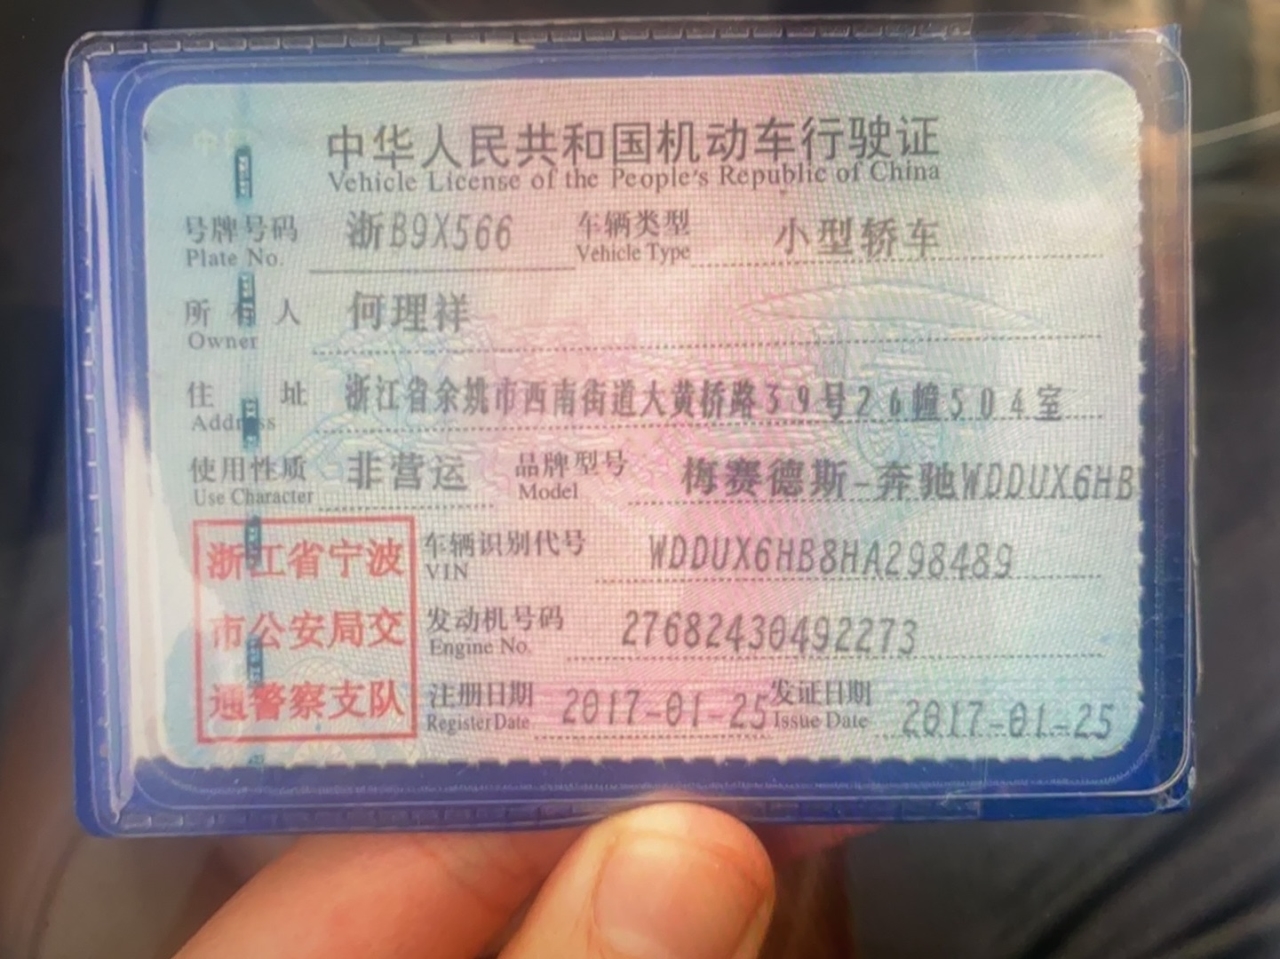 中华人民共和国机动车行驶证
Vehicle License of the People's Republic of China
号牌号码 浙B9X566 车辆类型 小型轿车
Plate No. Vehicle Type
所有人 何理祥
Owner
住址 浙江省余姚市西南街道大黄桥路39号26幢504室
Address
使用性质 非营运 品牌型号 梅赛德斯-奔驰WDDUX6HB
Use Character Model
浙江省宁波
市公安局交
通警察支队
车辆识别代号 WDDUX6HB8HA298489
VIN
发动机号码 27682430492273
Engine No.
注册日期 2017-01-25 发证日期 2017-01-25
Register Date Issue Date